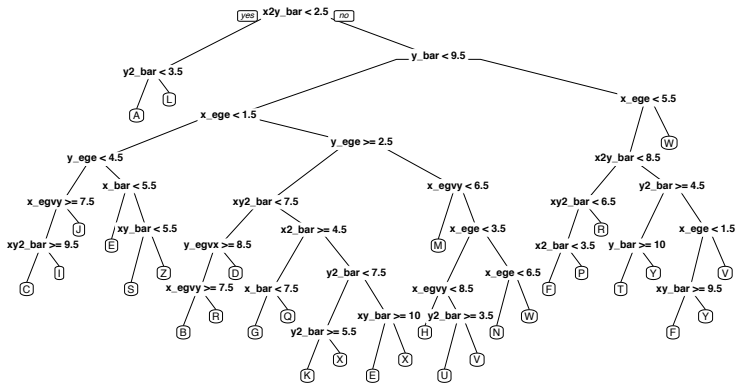 yes x2y_bar < 2.5 no
y2_bar < 3.5 y_bar < 9.5
A L
x_ege < 1.5 x_ege < 5.5
W
y_ege < 4.5 y_ege >= 2.5 x2y_bar < 8.5
x_egvy >= 7.5 x_bar < 5.5 xy2_bar < 7.5 x_egvy < 6.5 xy2_bar < 6.5 y2_bar >= 4.5
J xy_bar < 5.5 x2_bar >= 4.5 x_ege < 3.5 R x_ege < 1.5
xy2_bar >= 9.5 E y_egvx >= 8.5 M x2_bar < 3.5 y_bar >= 10
C I S Z D y2_bar < 7.5 x_ege < 6.5 F P T Y V
x_egvy >= 7.5 x_bar < 7.5 x_egvy < 8.5 xy_bar >= 9.5
B R G Q xy_bar >= 10 y2_bar >= 3.5 W F Y
y2_bar >= 5.5 H N
K X E X U V